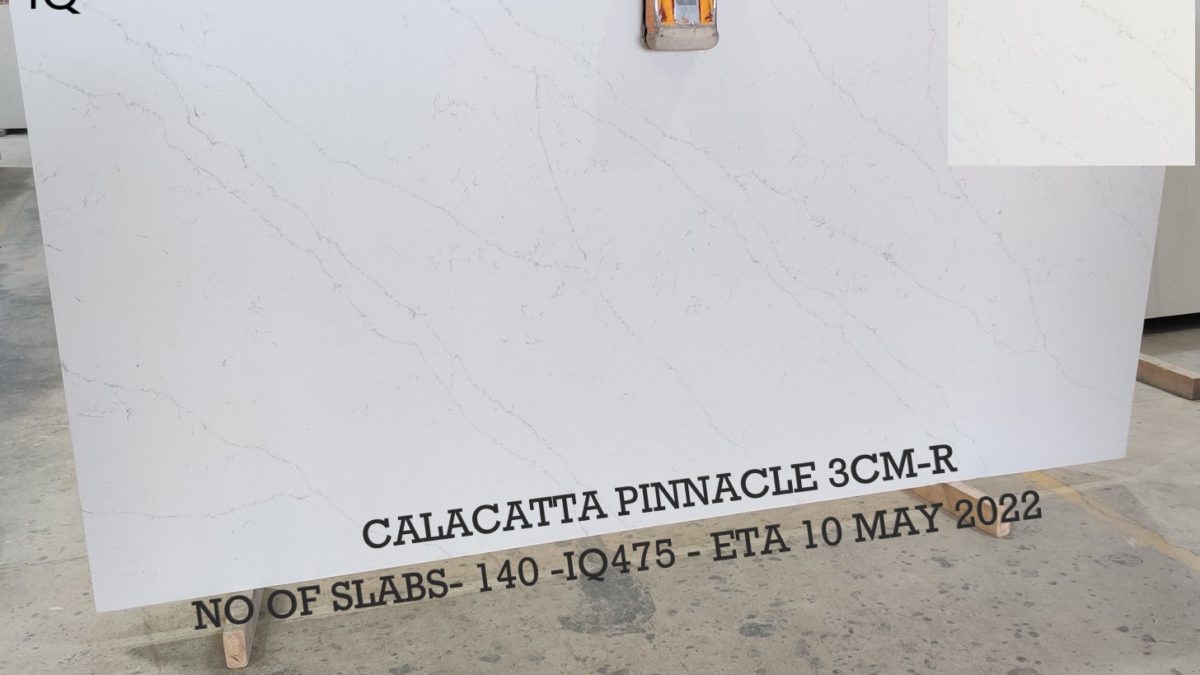 IQ
CALACATTA PINNACLE 3CM-R
NO OF SLABS- 140 -IQ475 - ETA 10 MAY 2022